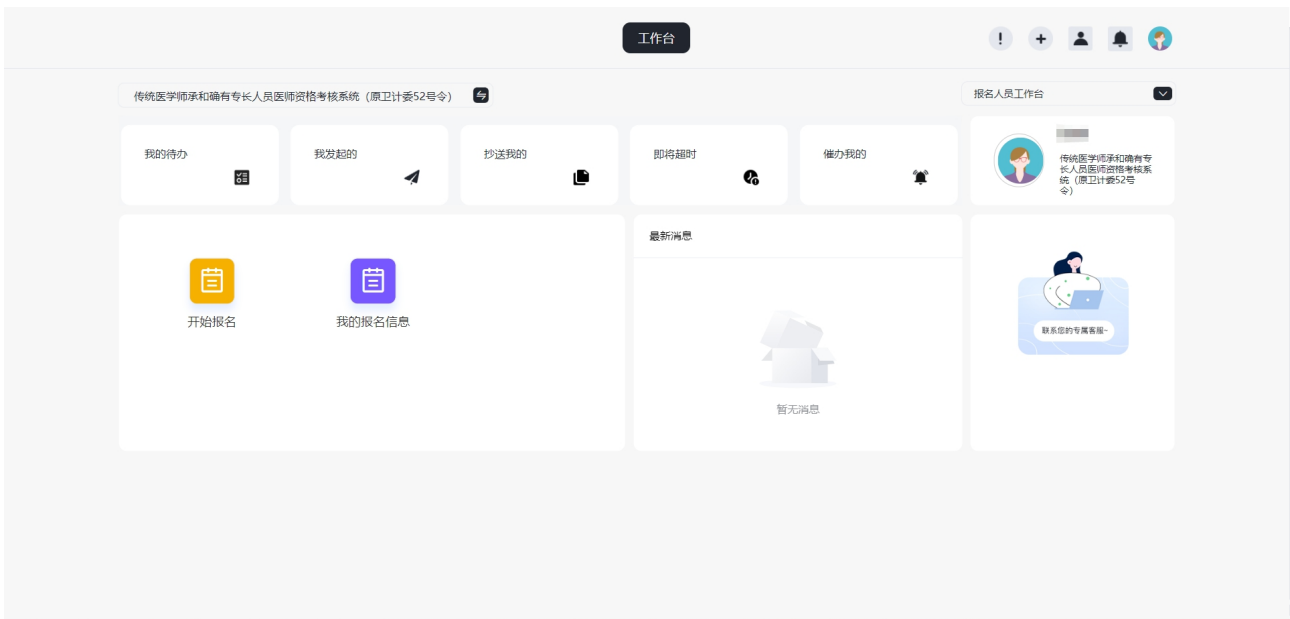 工作台
传统医学师承和确有专长人员医师资格考核系统（原卫计委52号令）
报名人员工作台
我的待办
我发起的
抄送我的
即将超时
催办我的
传统医学师承和确有专
长人员医师资格考核系
统（原卫计委52号
令）
开始报名
我的报名信息
最新消息
暂无消息
联系您的专属客服~